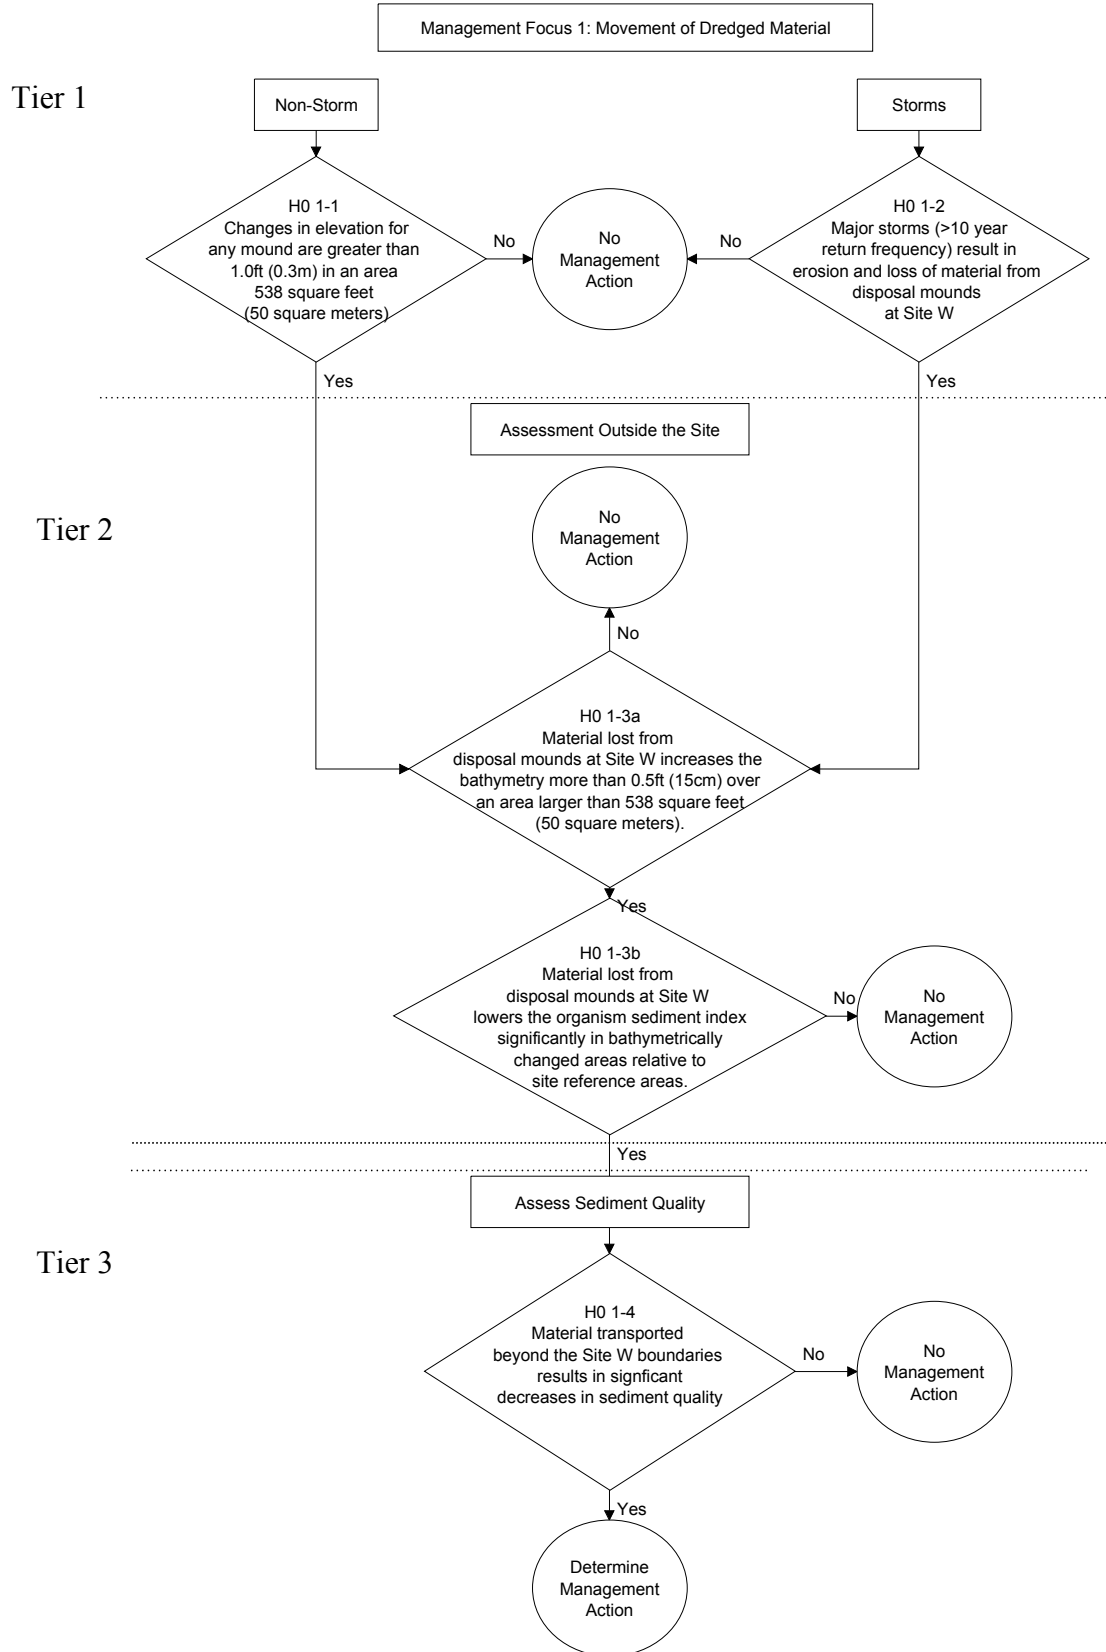 Management Focus 1: Movement of Dredged Material
Tier 1
Non-Storm
Storms
H0 1-1
Changes in elevation for
any mound are greater than
1.0ft (0.3m) in an area
538 square feet
(50 square meters)
No
No
Management
Action
No
H0 1-2
Major storms (>10 year
return frequency) result in
erosion and loss of material from
disposal mounds
at Site W
Yes
Yes
Assessment Outside the Site
Tier 2
No
Management
Action
No
H0 1-3a
Material lost from
disposal mounds at Site W increases the
bathymetry more than 0.5ft (15cm) over
an area larger than 538 square feet
(50 square meters).
Yes
H0 1-3b
Material lost from
disposal mounds at Site W
lowers the organism sediment index
significantly in bathymetrically
changed areas relative to
site reference areas.
No
No
Management
Action
Yes
Assess Sediment Quality
Tier 3
H0 1-4
Material transported
beyond the Site W boundaries
results in signficant
decreases in sediment quality
No
No
Management
Action
Yes
Determine
Management
Action